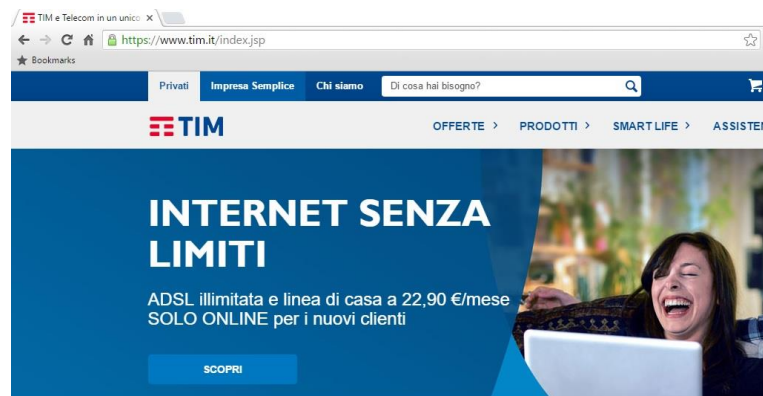 TIM e Telecom in un unico
https://www.tim.it/index.jsp
Bookmarks
Privati Impresa Semplice Chi siamo Di cosa hai bisogno?
TIM OFFERTE PRODOTTI SMART LIFE ASSISTEN
INTERNET SENZA
LIMITI
ADSL illimitata e linea di casa a 22,90 €/mese
SOLO ONLINE per i nuovi clienti
SCOPRI